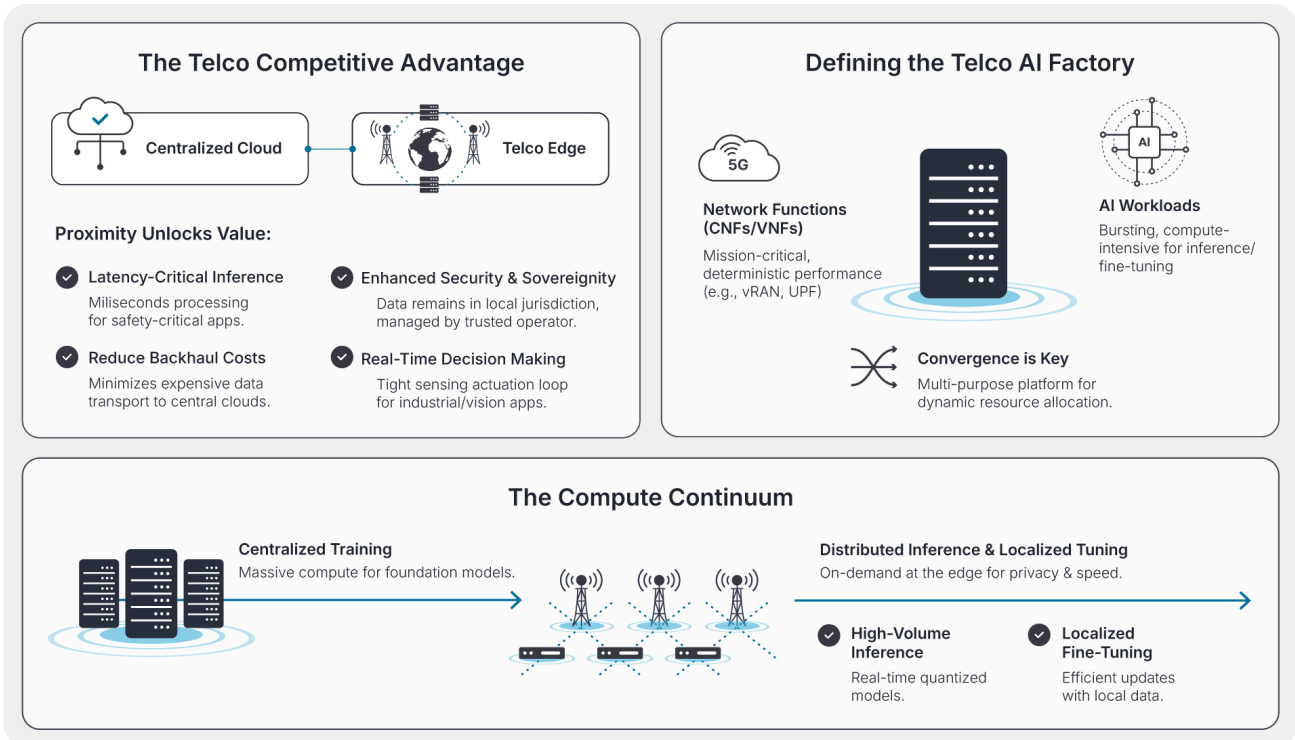 The Telco Competitive Advantage
Centralized Cloud
Telco Edge
Proximity Unlocks Value:
Latency-Critical Inference
Miliseconds processing
for safety-critical apps.
Enhanced Security & Sovereignity
Data remains in local jurisdiction,
managed by trusted operator.
Reduce Backhaul Costs
Minimizes expensive data
transport to central clouds.
Real-Time Decision Making
Tight sensing actuation loop
for industrial/vision apps.
Defining the Telco AI Factory
5G
Network Functions
(CNFs/VNFs)
Mission-critical,
deterministic performance
(e.g., vRAN, UPF)
AI
AI Workloads
Bursting, compute-
intensive for inference/
fine-tuning
Convergence is Key
Multi-purpose platform for
dynamic resource allocation.
The Compute Continuum
Centralized Training
Massive compute for foundation models.
Distributed Inference & Localized Tuning
On-demand at the edge for privacy & speed.
High-Volume
Inference
Real-time quantized
models.
Localized
Fine-Tuning
Efficient updates
with local data.